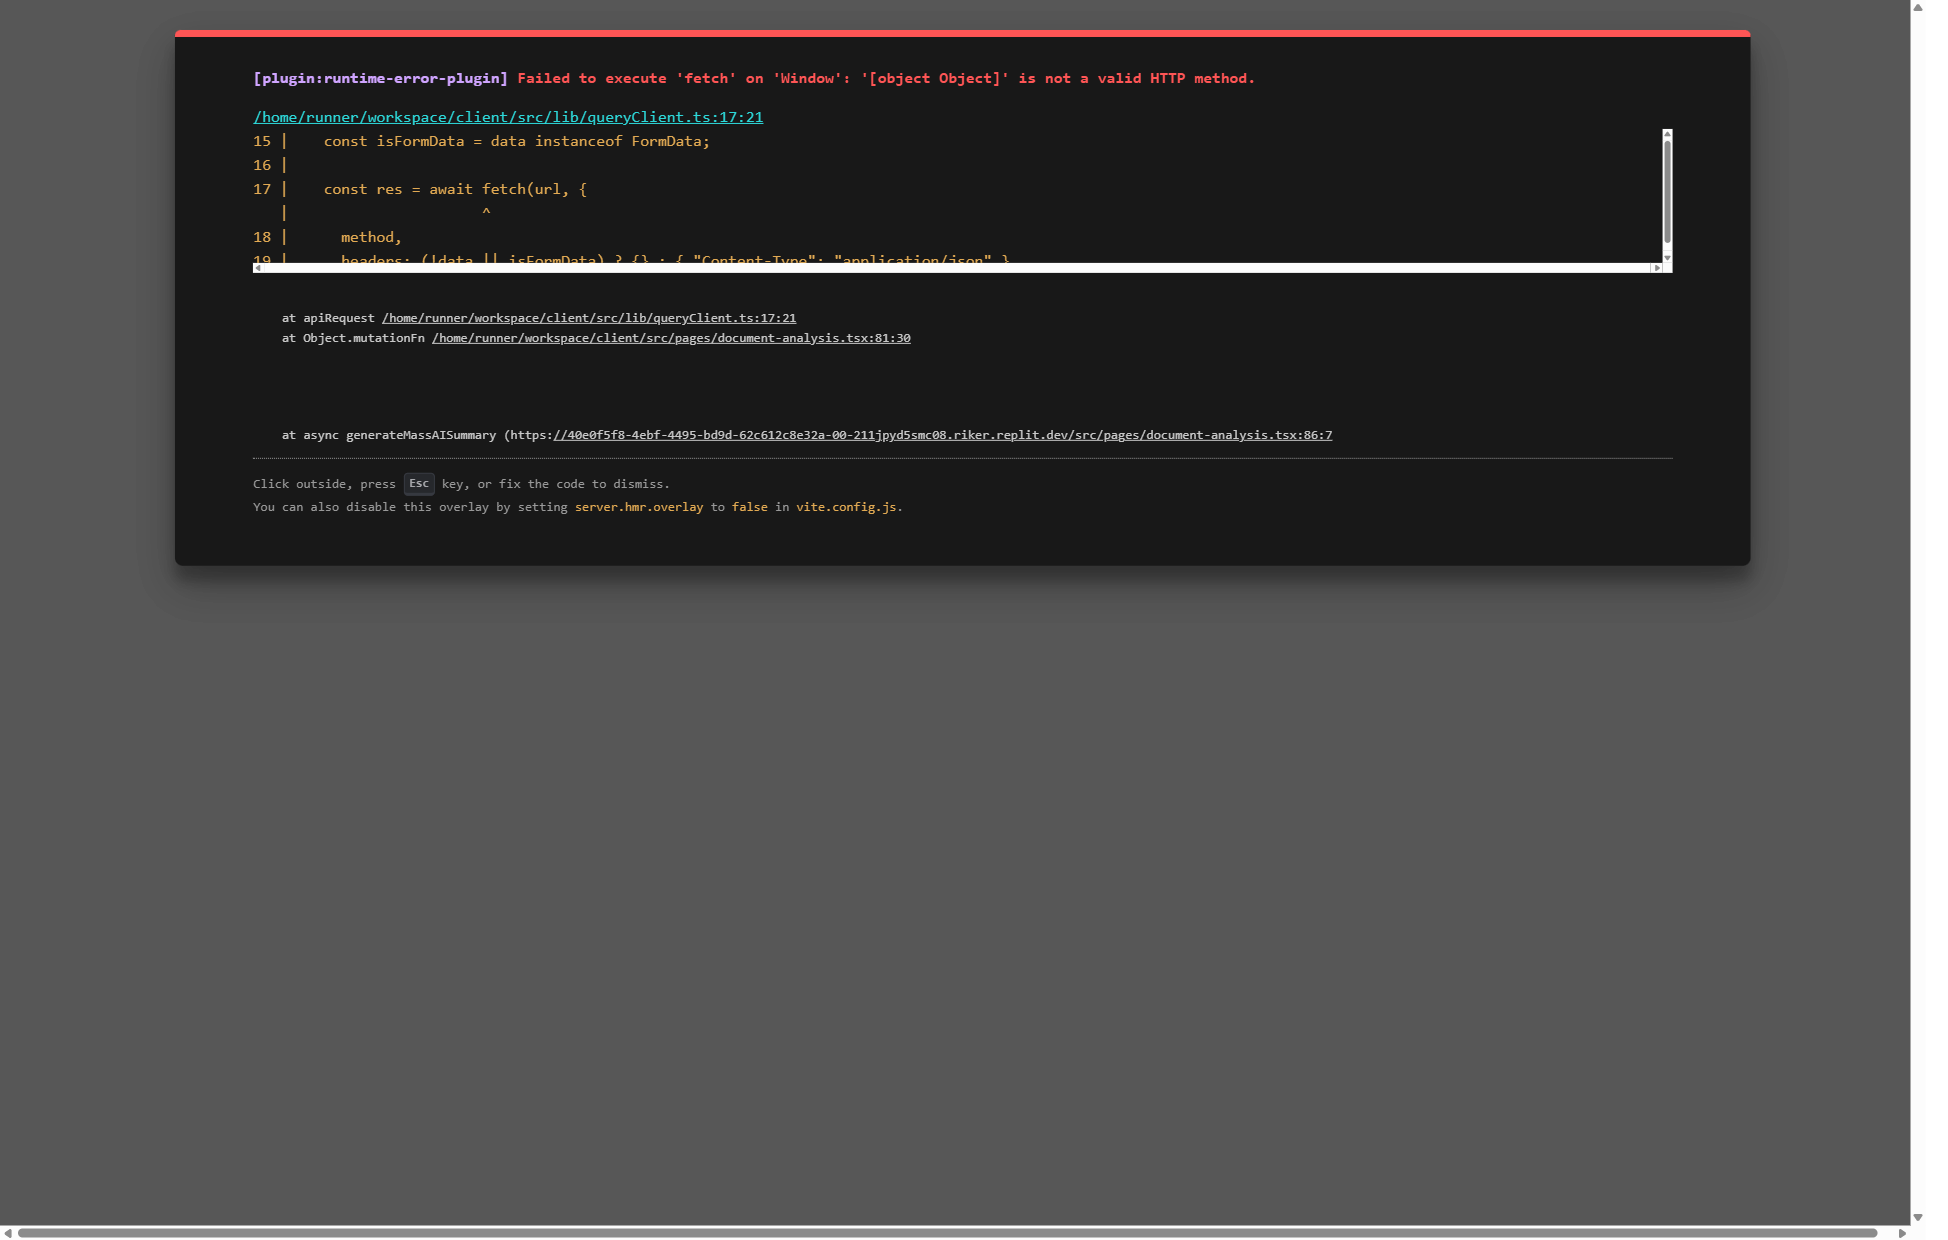 [plugin:runtime-error-plugin] Failed to execute 'fetch' on 'Window': '[object Object]' is not a valid HTTP method.
/home/runner/workspace/client/src/lib/queryClient.ts:17:21
15 |    const isFormData = data instanceof FormData;
16 |
17 |    const res = await fetch(url, {
   |                      ^
18 |      method,
19 |      headers: (!data || isFormData) ? {} : { "Content-Type": "application/json" }
at apiRequest /home/runner/workspace/client/src/lib/queryClient.ts:17:21
at Object.mutationFn /home/runner/workspace/client/src/pages/document-analysis.tsx:81:30
at async generateMassAISummary (https://40e0f5f8-4ebf-4495-bd9d-62c612c8e32a-00-211jpyd5smc08.riker.replit.dev/src/pages/document-analysis.tsx:86:7
Click outside, press Esc key, or fix the code to dismiss.
You can also disable this overlay by setting server.hmr.overlay to false in vite.config.js.